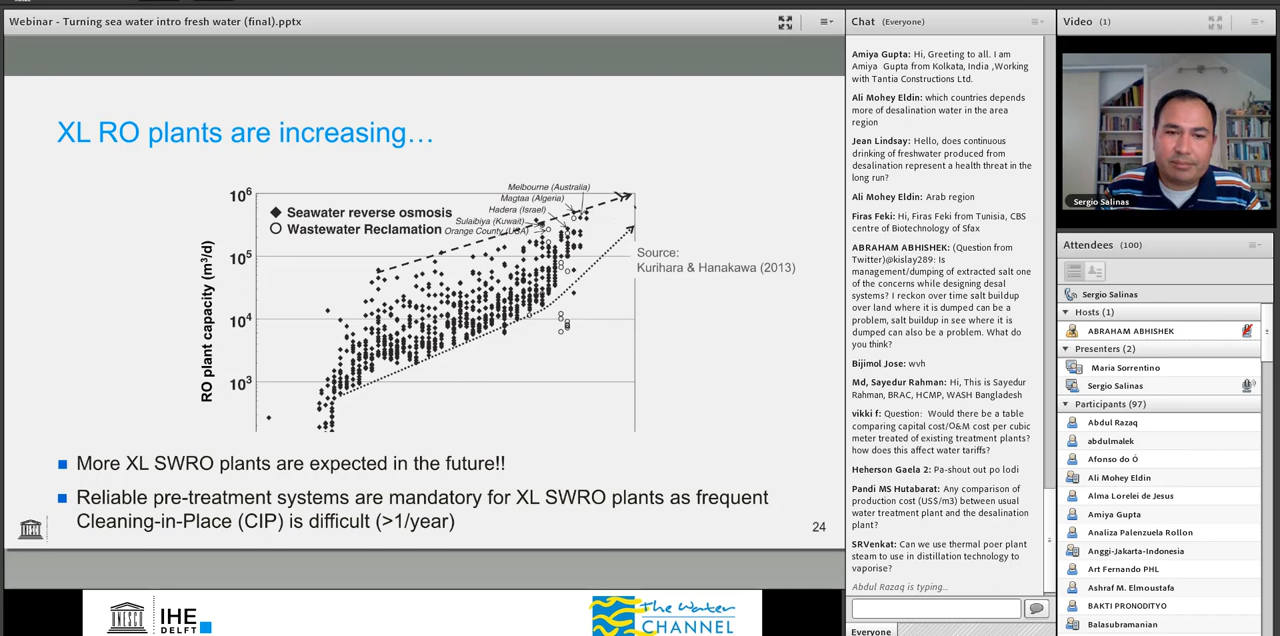 Webinar - Turning sea water intro fresh water (final).pptx
XL RO plants are increasing…
RO plant capacity (m³/d)
10⁶
10⁵
10⁴
10³
Seawater reverse osmosis
Wastewater Reclamation
Melbourne (Australia)
Magtaa (Algeria)
Hadera (Israel)
Sulaibiya (Kuwait)
Orange County (USA)
Source:
Kurihara & Hanakawa (2013)
More XL SWRO plants are expected in the future!!
Reliable pre-treatment systems are mandatory for XL SWRO plants as frequent
Cleaning-in-Place (CIP) is difficult (>1/year)
24
UNESCO
IHE
DELFT
The Water
CHANNEL
Chat (Everyone)
Amiya Gupta: Hi, Greeting to all. I am
Amiya Gupta from Kolkata, India ,Working
with Tantia Constructions Ltd.
Ali Mohey Eldin: which countries depends
more of desalination water in the area
region
Jean Lindsay: Hello, does continuous
drinking of freshwater produced from
desalination represent a health threat in the
long run?
Ali Mohey Eldin: Arab region
Firas Feki: Hi, Firas Feki from Tunisia, CBS
centre of Biotechnology of Sfax
ABRAHAM ABHISHEK: (Question from
Twitter)@kislay289: Is
management/dumping of extracted salt one
of the concerns while designing desal
systems? I reckon over time salt buildup
over land where it is dumped can be a
problem, salt buildup in see where it is
dumped can also be a problem. What do
you think?
Bijimol Jose: wvh
Md, Sayedur Rahman: Hi, This is Sayedur
Rahman, BRAC, HCMP, WASH Bangladesh
vikki f: Question: Would there be a table
comparing capital cost/O&M cost per cubic
meter treated of existing treatment plants?
how does this affect water tariffs?
Heherson Gaela 2: Pa-shout out po lodi
Pandi MS Hutabarat: Any comparison of
production cost (US$/m3) between usual
water treatment plant and the desalination
plant?
SRVenkat: Can we use thermal poer plant
steam to use in distillation technology to
vaporise?
Abdul Razaq is typing...
Everyone
Video (1)
Sergio Salinas
Attendees (100)
Sergio Salinas
Hosts (1)
ABRAHAM ABHISHEK
Presenters (2)
Maria Sorrentino
Sergio Salinas
Participants (97)
Abdul Razaq
abdulmalek
Afonso do Ó
Ali Mohey Eldin
Alma Lorelei de Jesus
Amiya Gupta
Analiza Palenzuela Rollon
Anggi-Jakarta-Indonesia
Art Fernando PHL
Ashraf M. Elmoustafa
BAKTI PRONODITYO
Balasubramanian